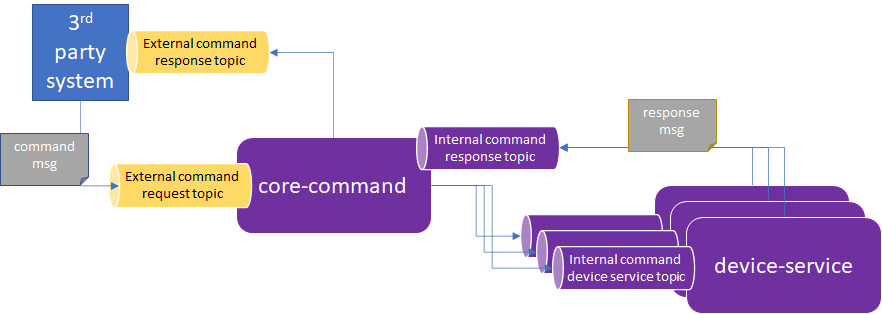 3rd
party
system
External command
response topic
command
msg
External command
request topic
core-command
Internal command
response topic
response
msg
Internal command
device service topic
device-service